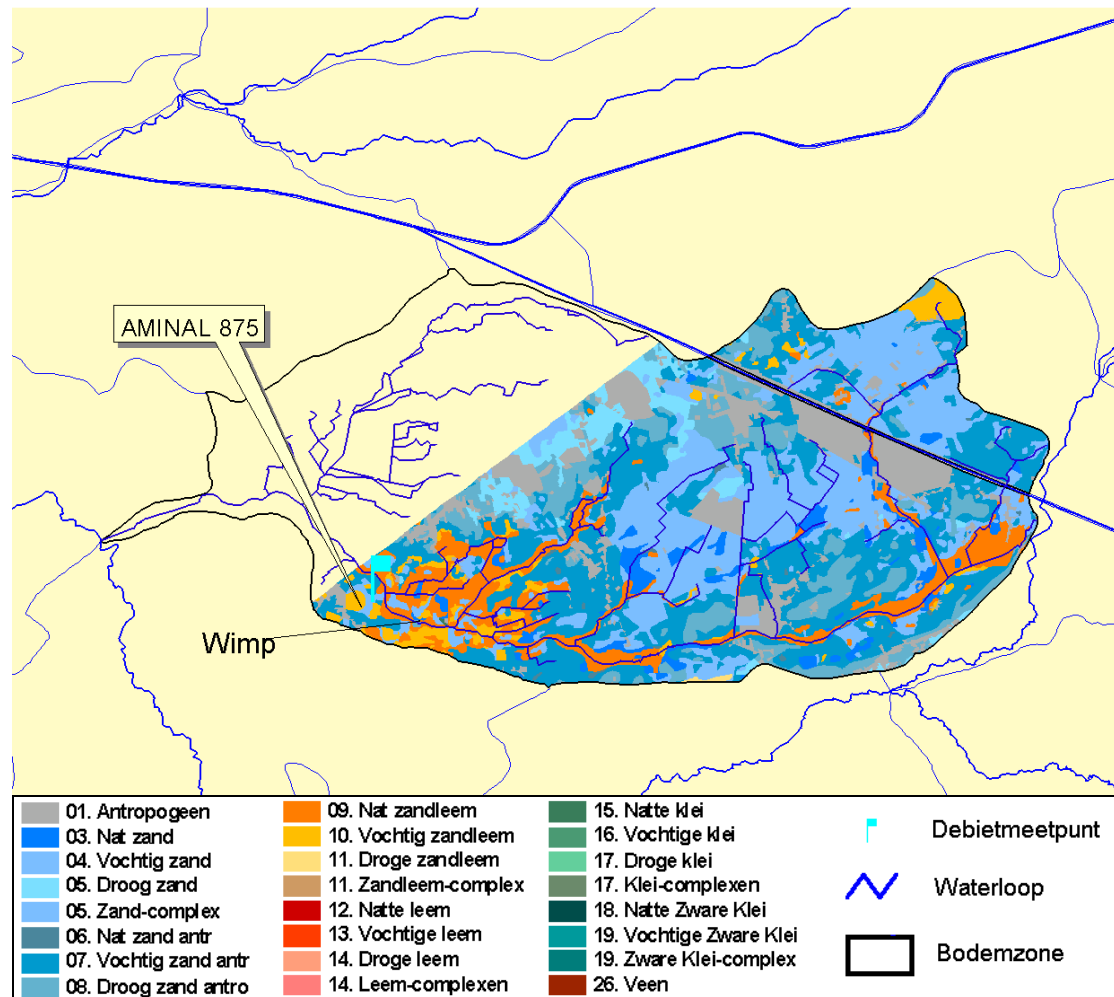 AMINAL 875
Wimp
01. Antropogeen
03. Nat zand
04. Vochtig zand
05. Droog zand
05. Zand-complex
06. Nat zand antr
07. Vochtig zand antr
08. Droog zand antro
09. Nat zandleem
10. Vochtig zandleem
11. Droge zandleem
11. Zandleem-complex
12. Natte leem
13. Vochtige leem
14. Droge leem
14. Leem-complexen
15. Natte klei
16. Vochtige klei
17. Droge klei
17. Klei-complexen
18. Natte Zware Klei
19. Vochtige Zware Klei
19. Zware Klei-complex
26. Veen
Debietmeetpunt
Waterloop
Bodemzone